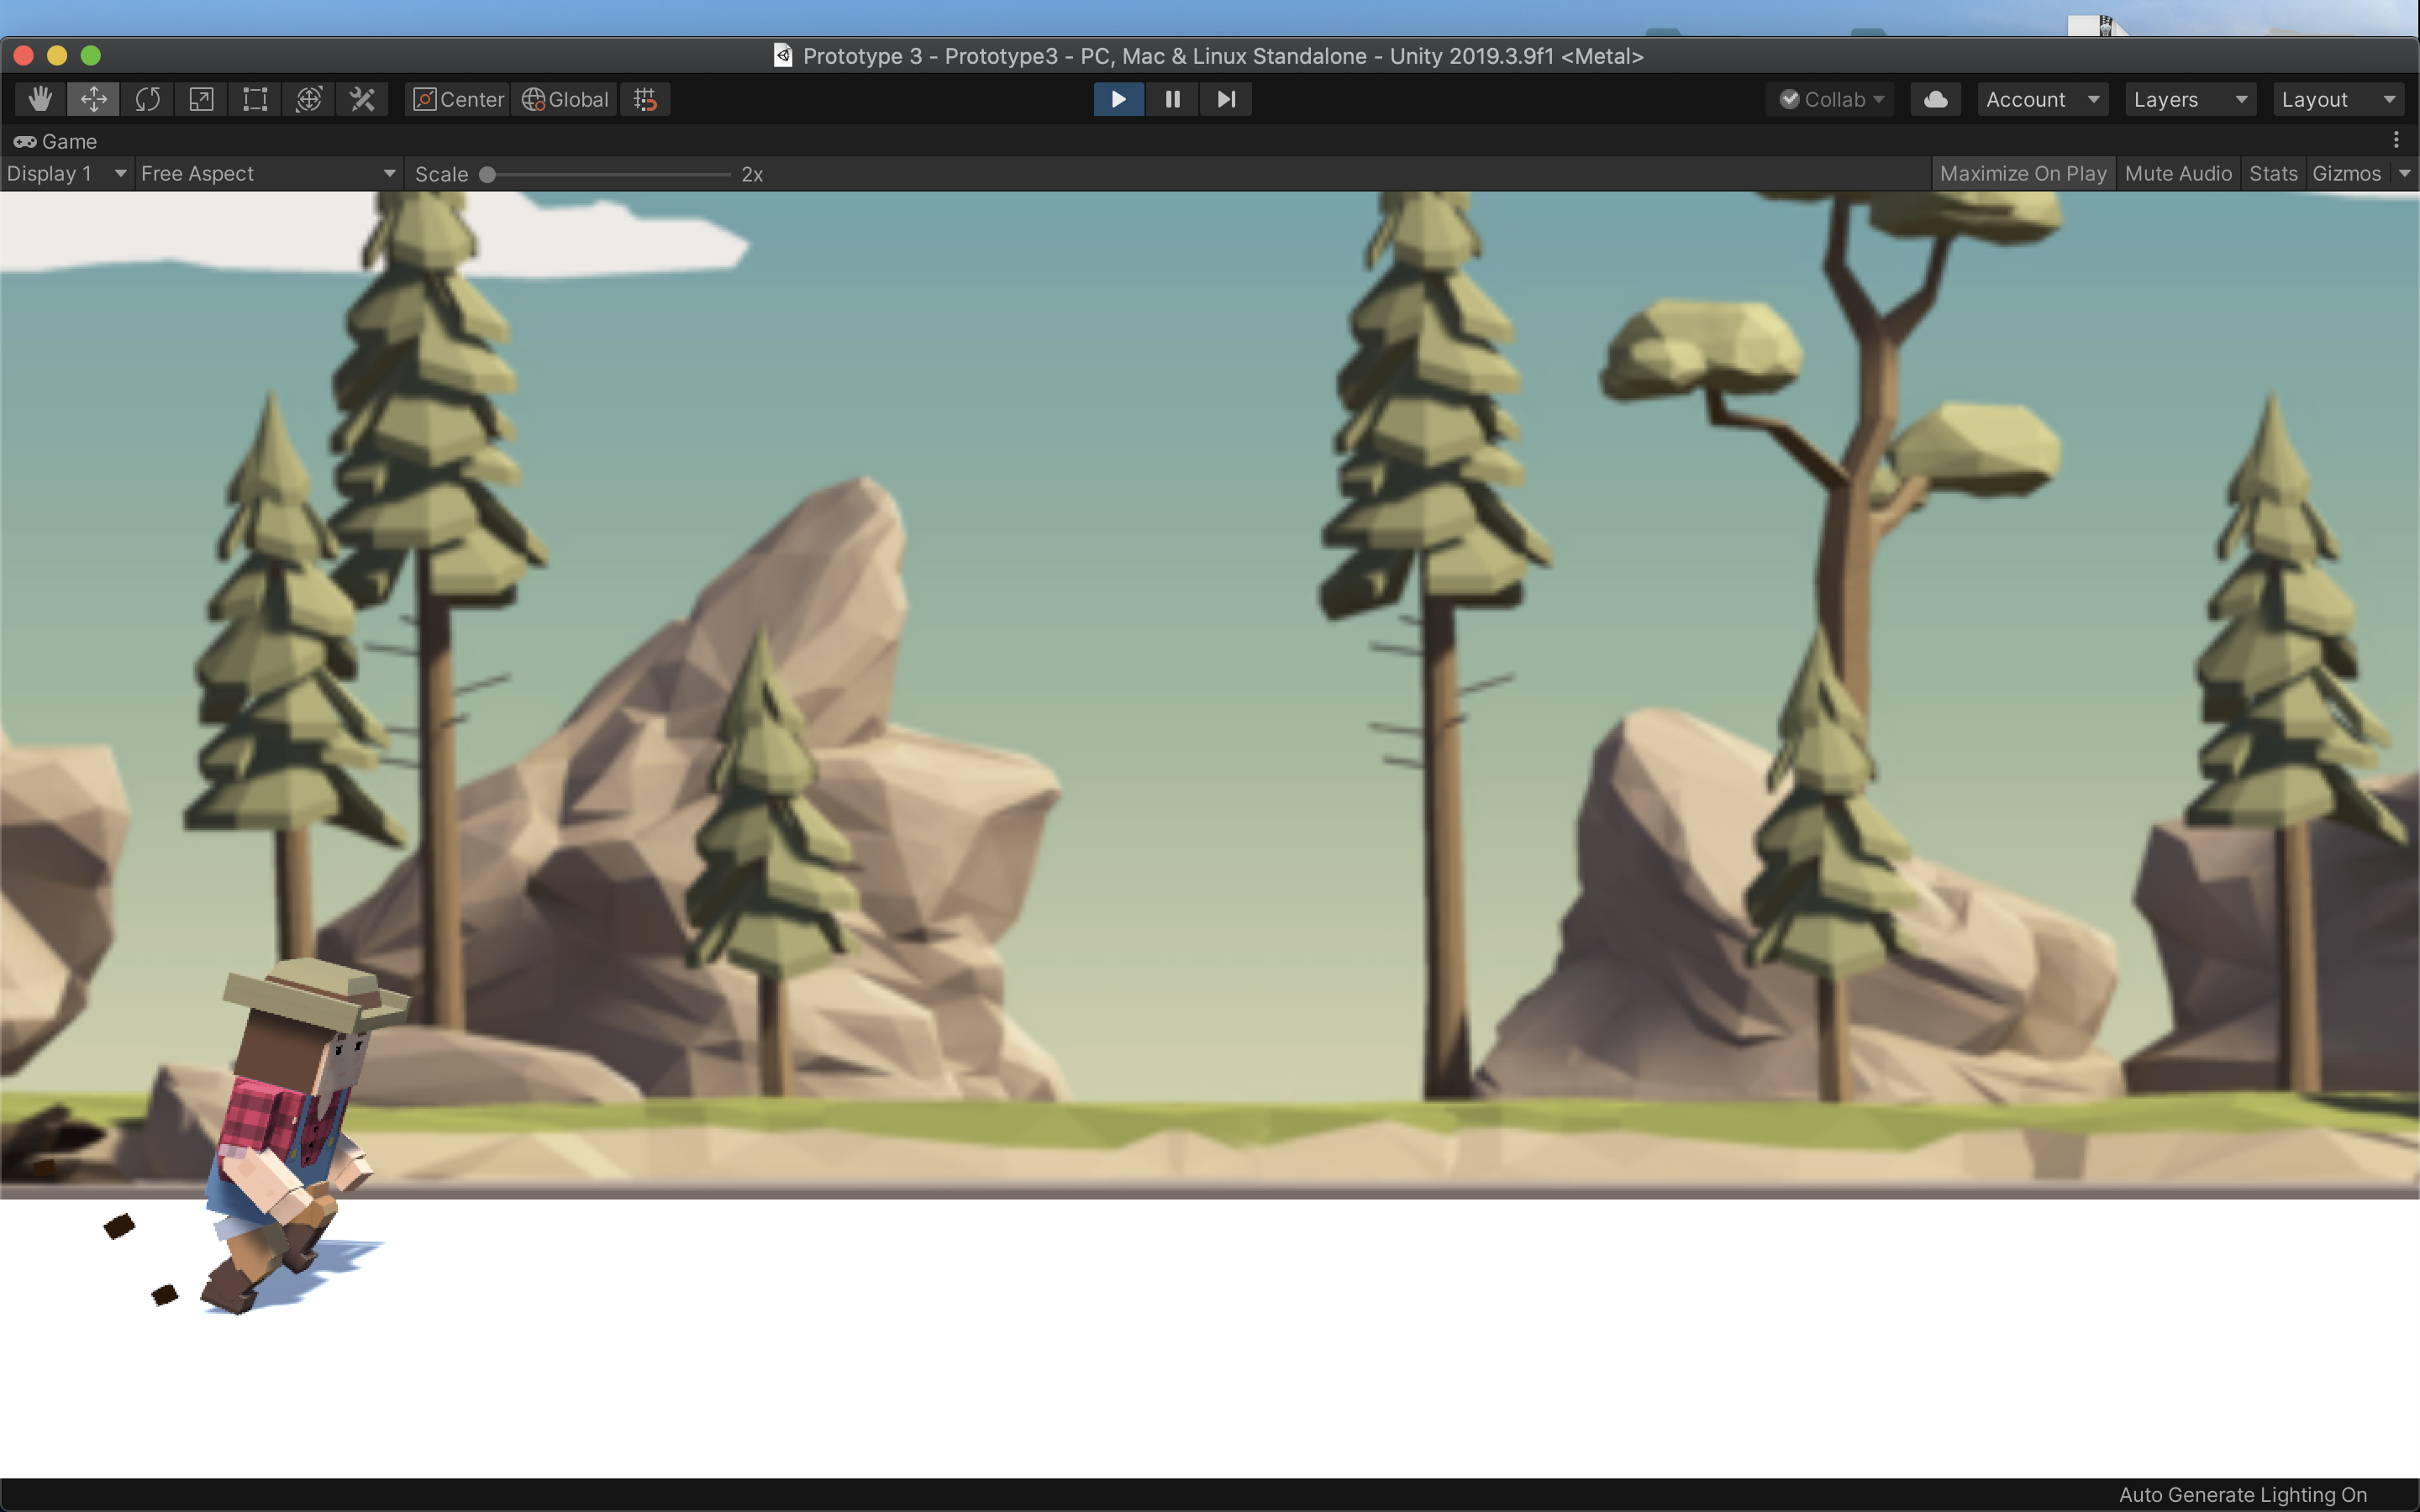 Prototype 3 - Prototype3 - PC, Mac & Linux Standalone - Unity 2019.3.9f1 <Metal>
Center Global Collab Account Layers Layout
Game
Display 1 Free Aspect Scale 2x Maximize On Play Mute Audio Stats Gizmos
Auto Generate Lighting On